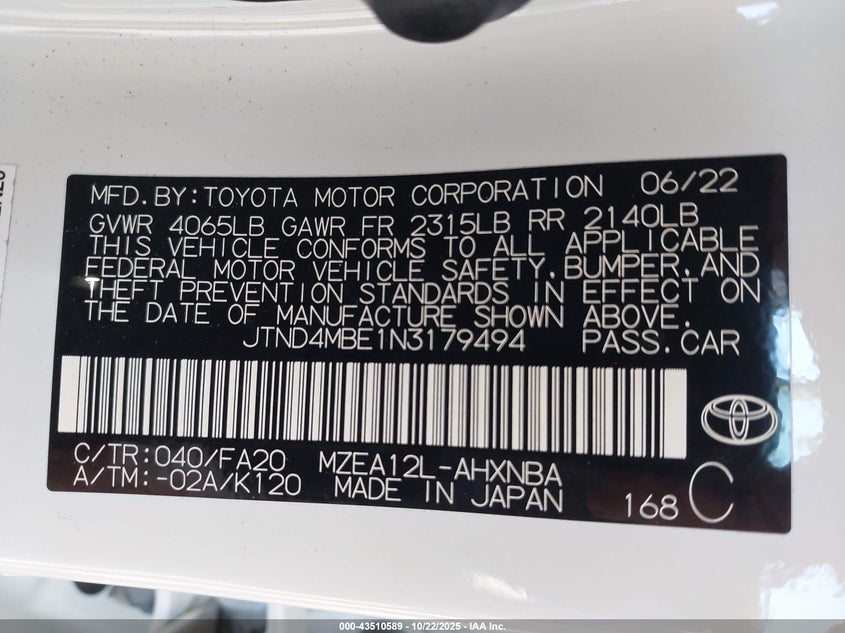 MFD.BY:TOYOTA MOTOR CORPORATION 06/22
GVWR 4065LB GAWR FR 2315LB RR 2140LB
THIS VEHICLE CONFORMS TO ALL APPLICABLE
FEDERAL MOTOR VEHICLE SAFETY,BUMPER,AND
THEFT PREVENTION STANDARDS IN EFFECT ON
THE DATE OF MANUFACTURE SHOWN ABOVE.
JTND4MBE1N3179494 PASS.CAR
C/TR:040/FA20 MZEA12L-AHXNBA
A/TM:-02A/K120 MADE IN JAPAN 168 C
000-43510589 - 10/22/2025 - IAA Inc.